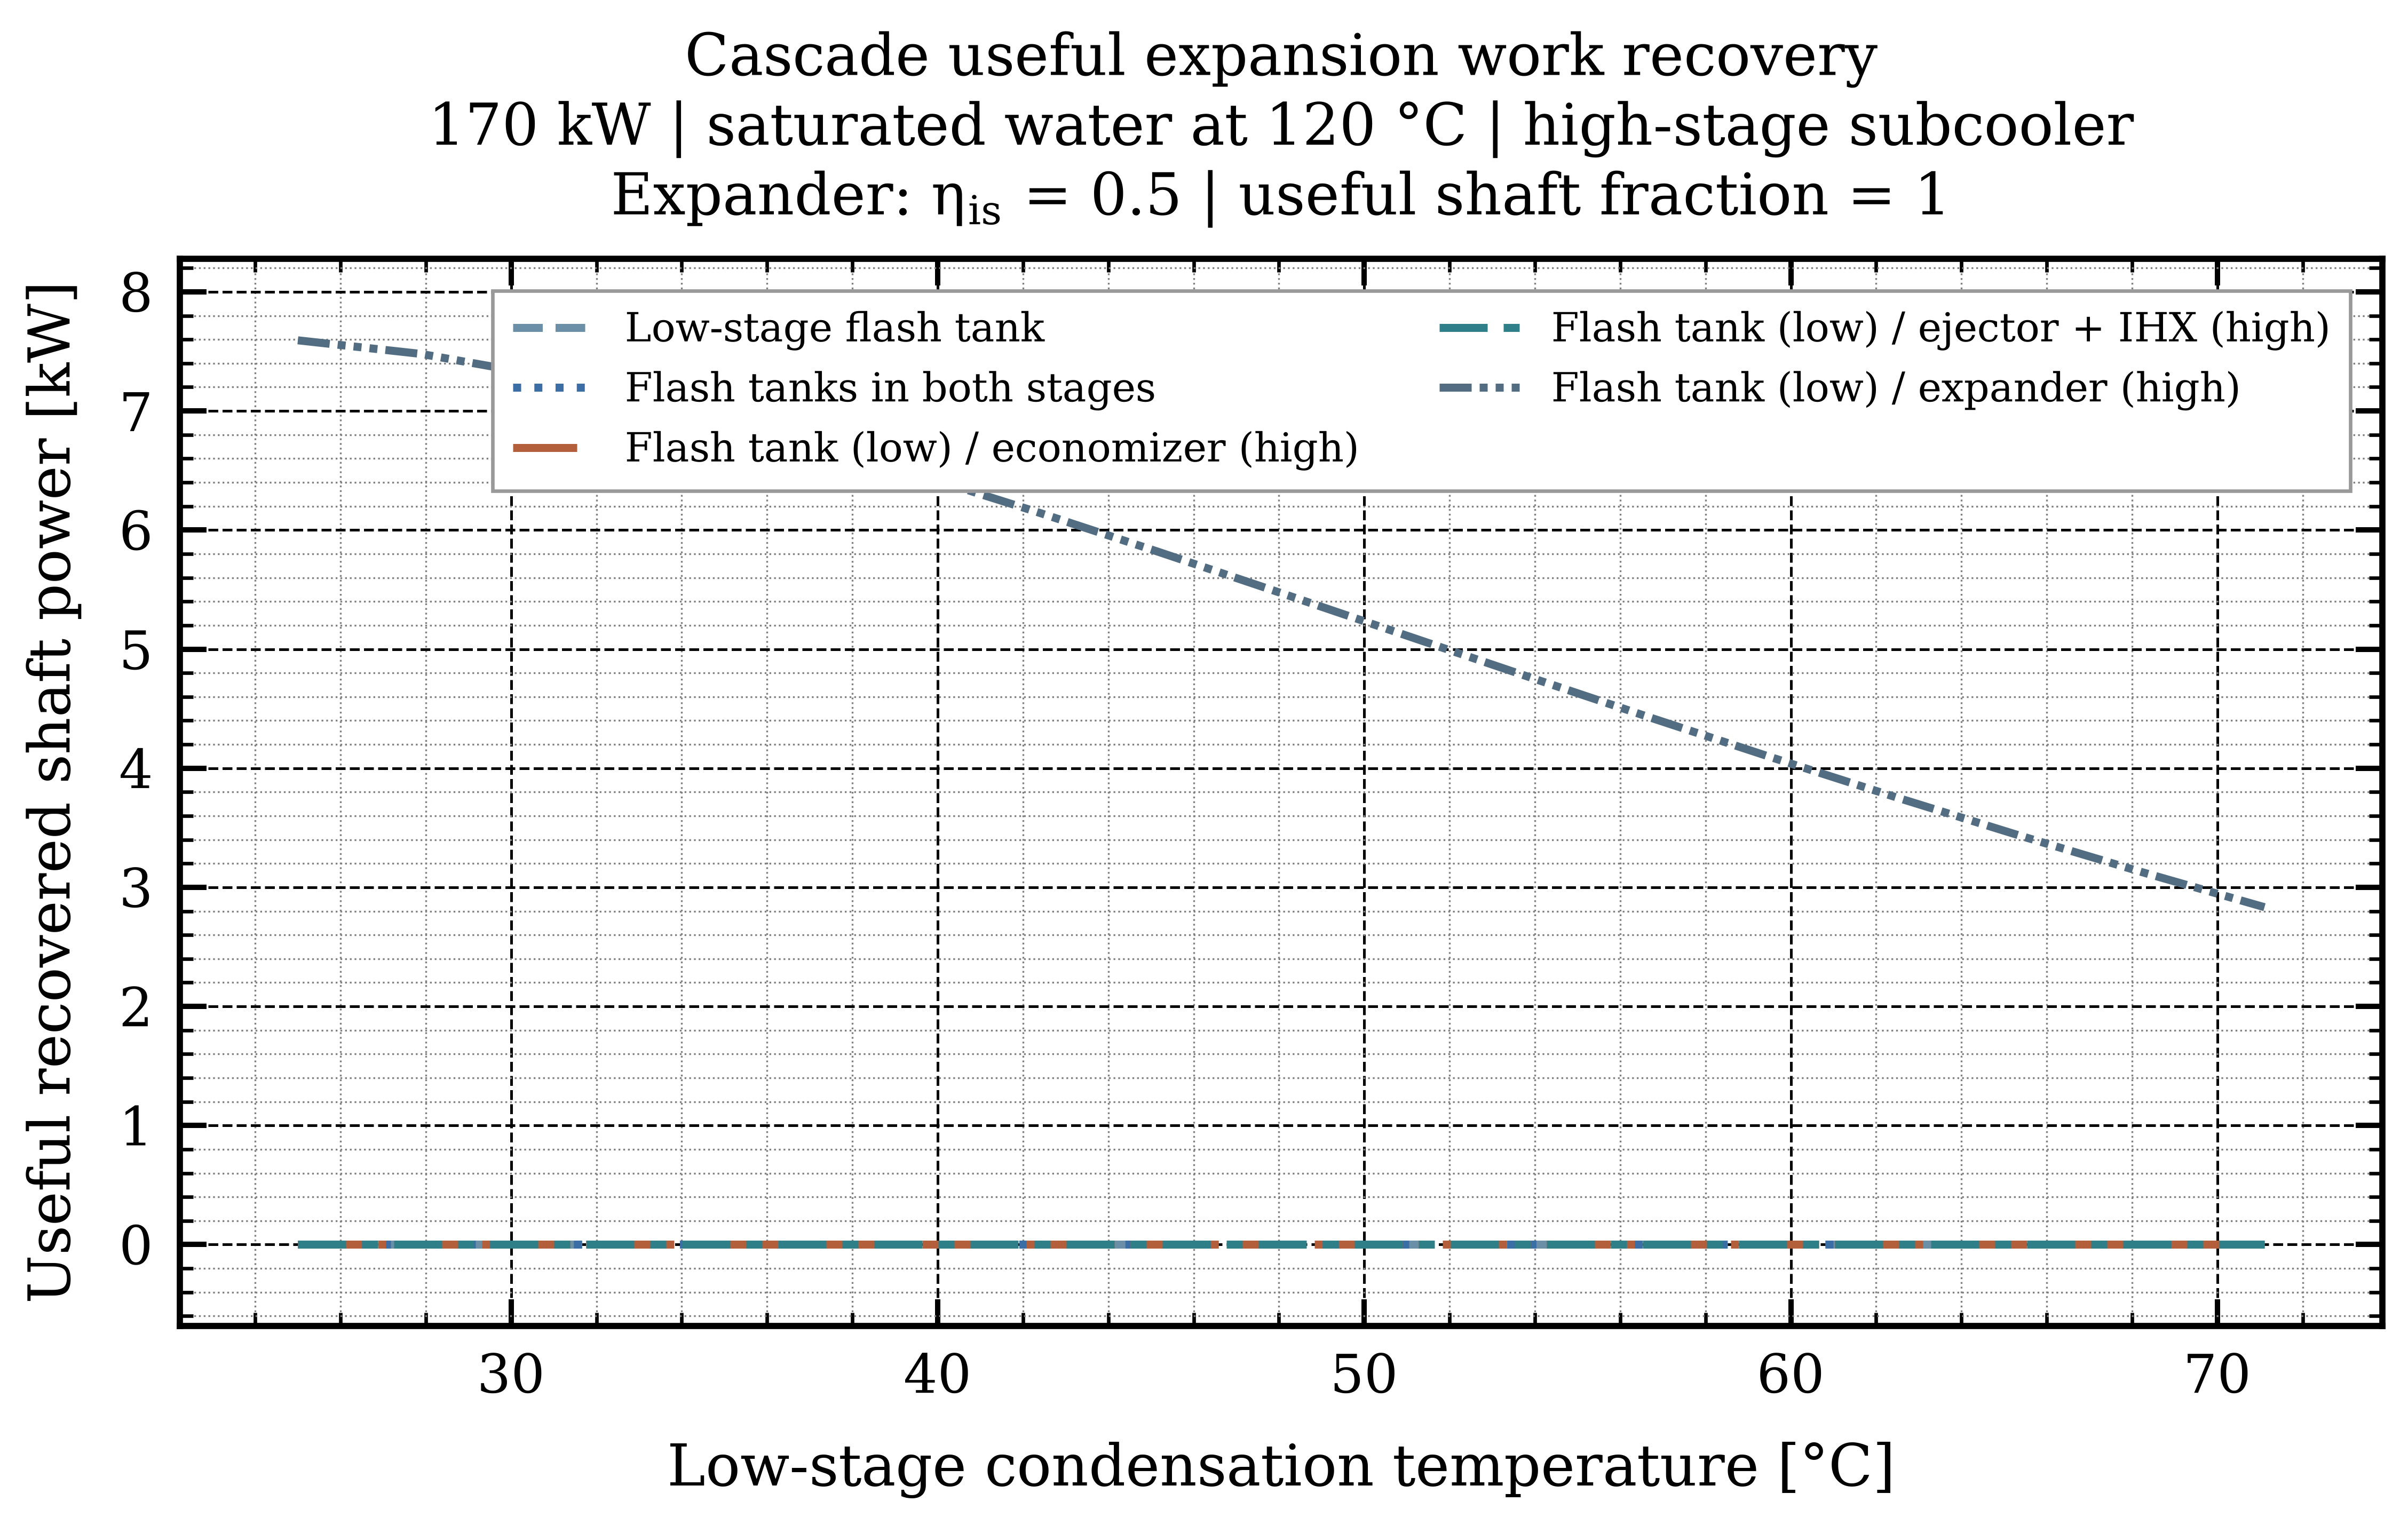 Cascade useful expansion work recovery
170 kW | saturated water at 120 °C | high-stage subcooler
Expander: ηis = 0.5 | useful shaft fraction = 1
Useful recovered shaft power [kW]
8
7
6
5
4
3
2
1
0
Low-stage flash tank
Flash tanks in both stages
Flash tank (low) / economizer (high)
Flash tank (low) / ejector + IHX (high)
Flash tank (low) / expander (high)
30 40 50 60 70
Low-stage condensation temperature [°C]